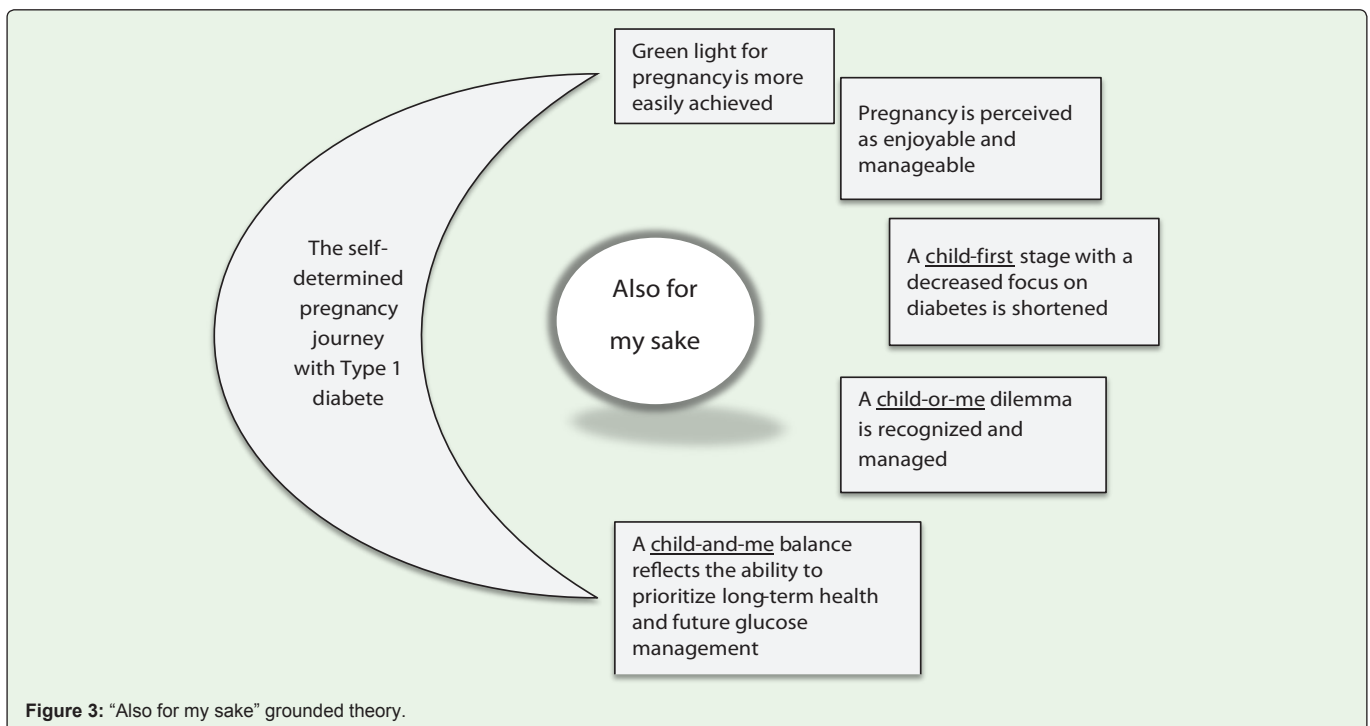 Green light for
pregnancy is more
easily achieved
Pregnancy is perceived
as enjoyable and
manageable
The self-
determined
pregnancy
journey
with Type 1
diabete
Also for
my sake
A child-first stage with a
decreased focus on
diabetes is shortened
A child-or-me dilemma
is recognized and
managed
A child-and-me balance
reflects the ability to
prioritize long-term health
and future glucose
management
Figure 3: “Also for my sake” grounded theory.